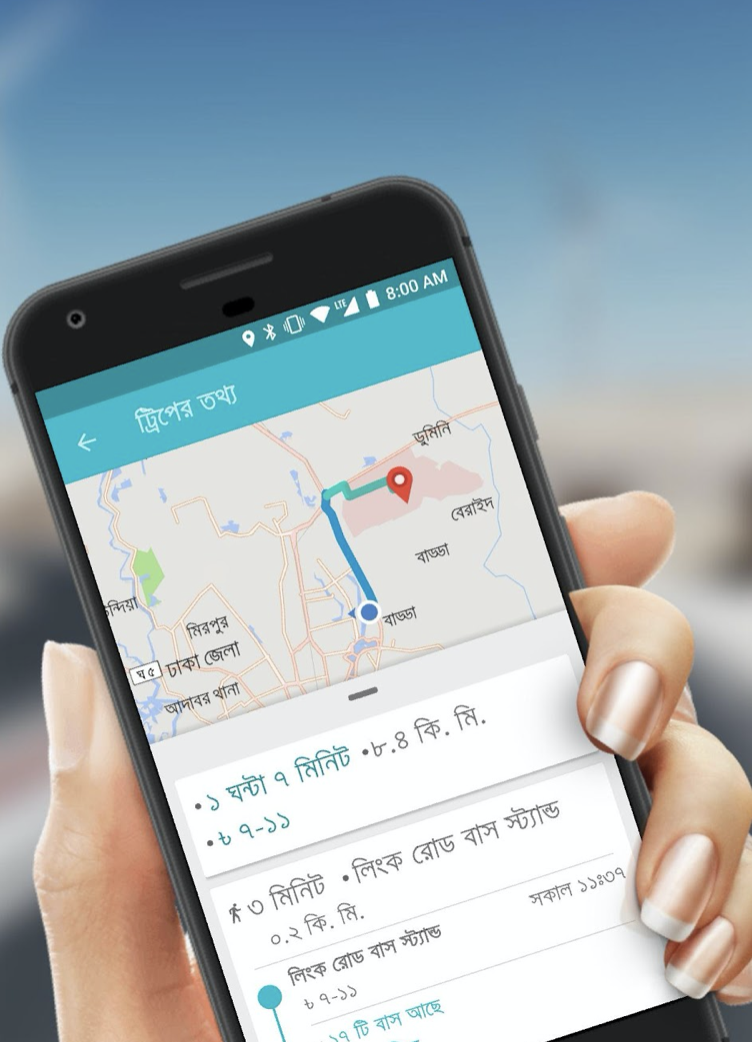 8:00 AM
ট্রিপের তথ্য
ডুমিনি
বেরাইদ
বাড্ডা
বাড্ডা
মিরপুর
ঘ ৫ ঢাকা জেলা
আদাবর থানা
• ১ ঘন্টা ৭ মিনিট • ৮.৪ কি. মি.
• ৳ ৭-১১
৩ মিনিট • লিংক রোড বাস স্ট্যান্ড
০.২ কি. মি.
সকাল ১১:৩৭
লিংক রোড বাস স্ট্যান্ড
৳ ৭-১১
১৭ টি বাস আছে